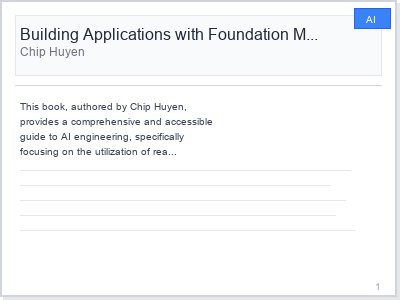 AI
Building Applications with Foundation M...
Chip Huyen
This book, authored by Chip Huyen,
provides a comprehensive and accessible
guide to AI engineering, specifically
focusing on the utilization of rea...
1